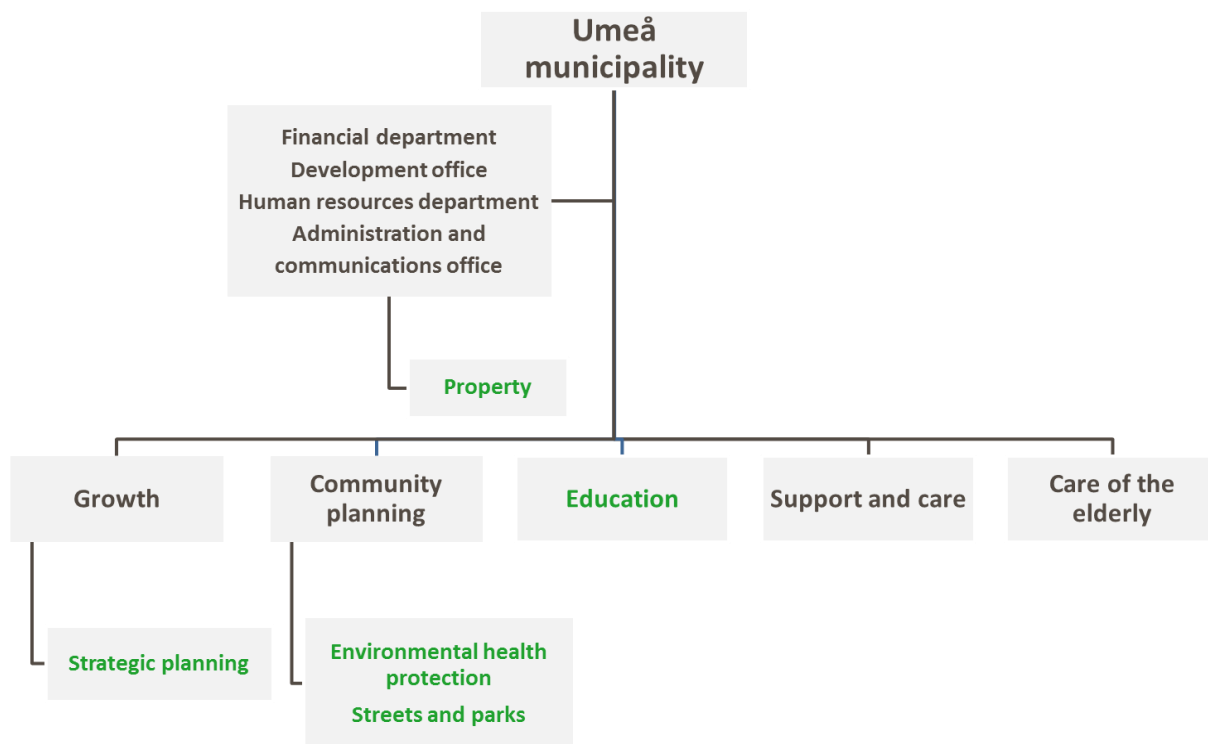 Umeå
municipality
Financial department
Development office
Human resources department
Administration and
communications office
Property
Growth
Community
planning
Education
Support and care
Care of the
elderly
Strategic planning
Environmental health
protection
Streets and parks